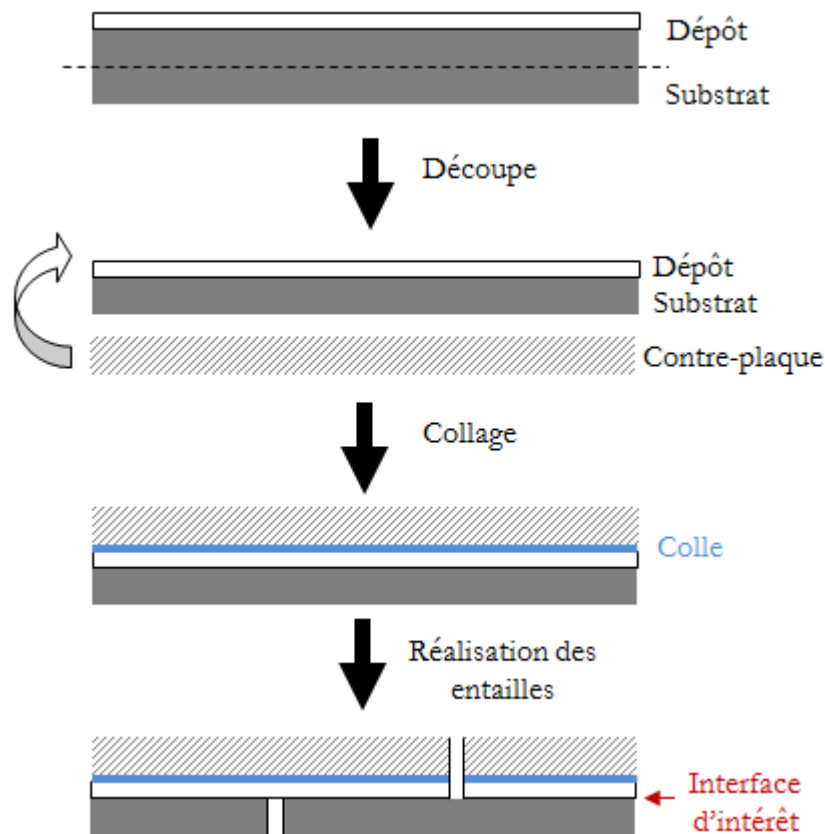 Dépôt
Substrat
Découpe
Dépôt
Substrat
Contre-plaque
Collage
Colle
Réalisation des
entailles
Interface
d'intérêt